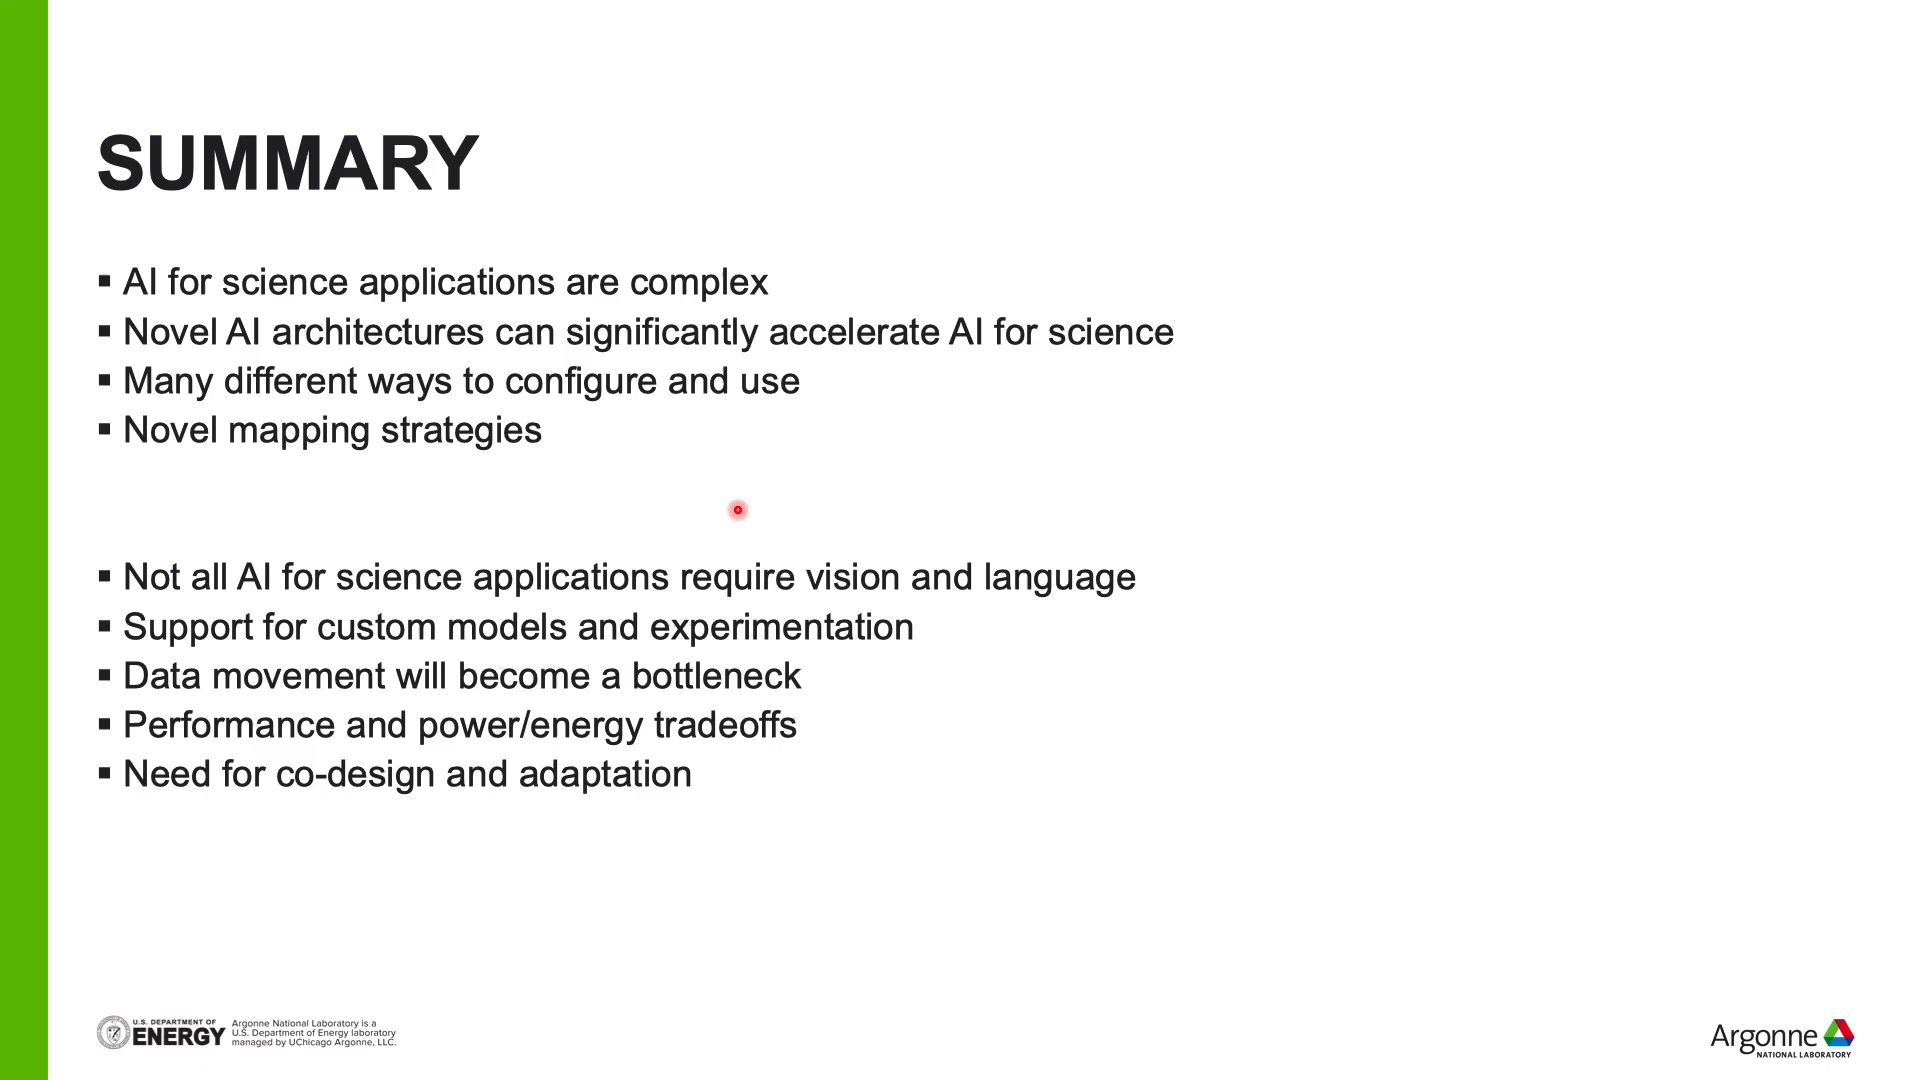 SUMMARY
▪ AI for science applications are complex
▪ Novel AI architectures can significantly accelerate AI for science
▪ Many different ways to configure and use
▪ Novel mapping strategies
▪ Not all AI for science applications require vision and language
▪ Support for custom models and experimentation
▪ Data movement will become a bottleneck
▪ Performance and power/energy tradeoffs
▪ Need for co-design and adaptation
U.S. DEPARTMENT OF
ENERGY
Argonne National Laboratory is a
U.S. Department of Energy laboratory
managed by UChicago Argonne, LLC.
Argonne
NATIONAL LABORATORY